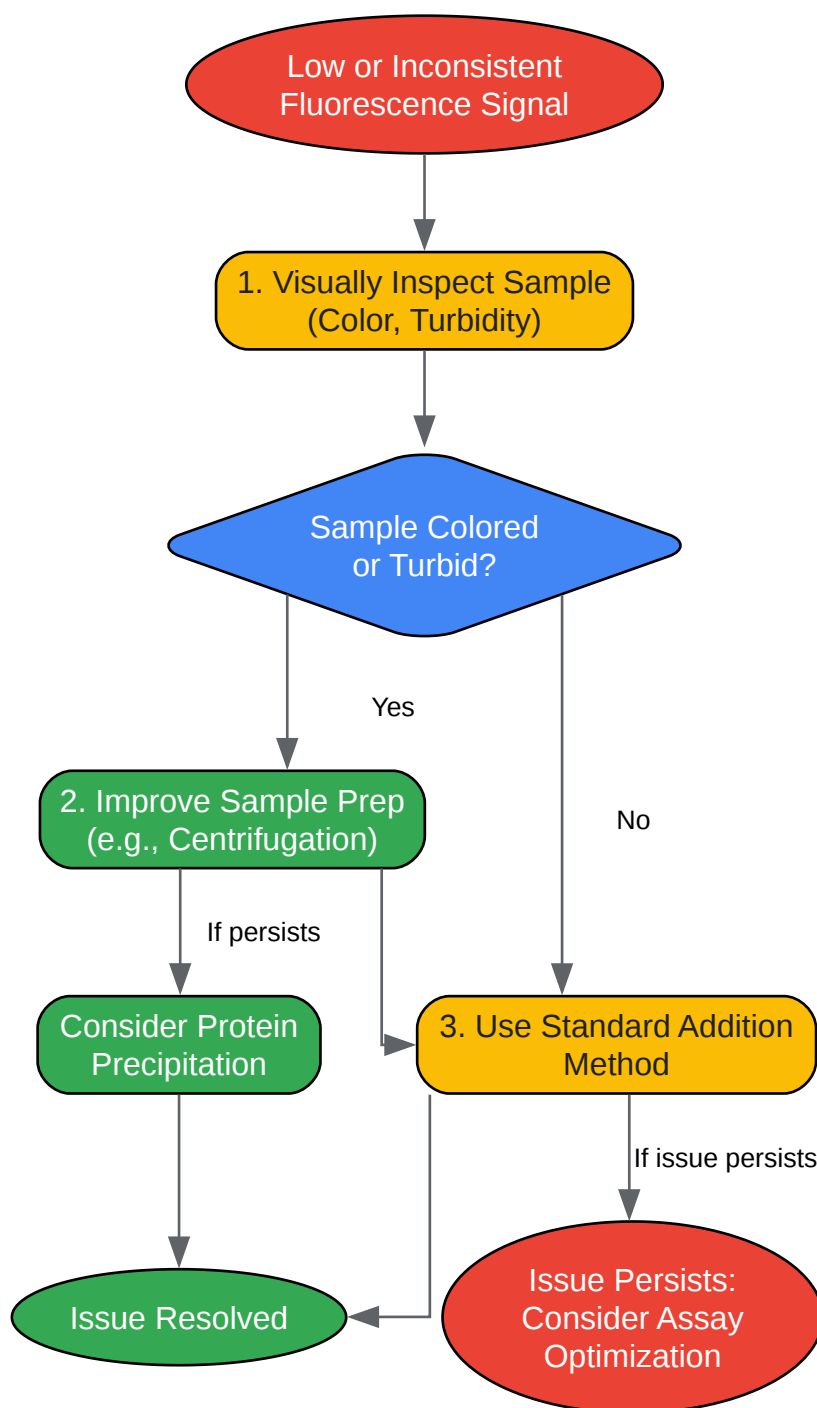 Low or Inconsistent
Fluorescence Signal
1. Visually Inspect Sample
(Color, Turbidity)
Sample Colored
or Turbid?
Yes
2. Improve Sample Prep
(e.g., Centrifugation)
No
If persists
Consider Protein
Precipitation
3. Use Standard Addition
Method
If issue persists
Issue Resolved
Issue Persists:
Consider Assay
Optimization